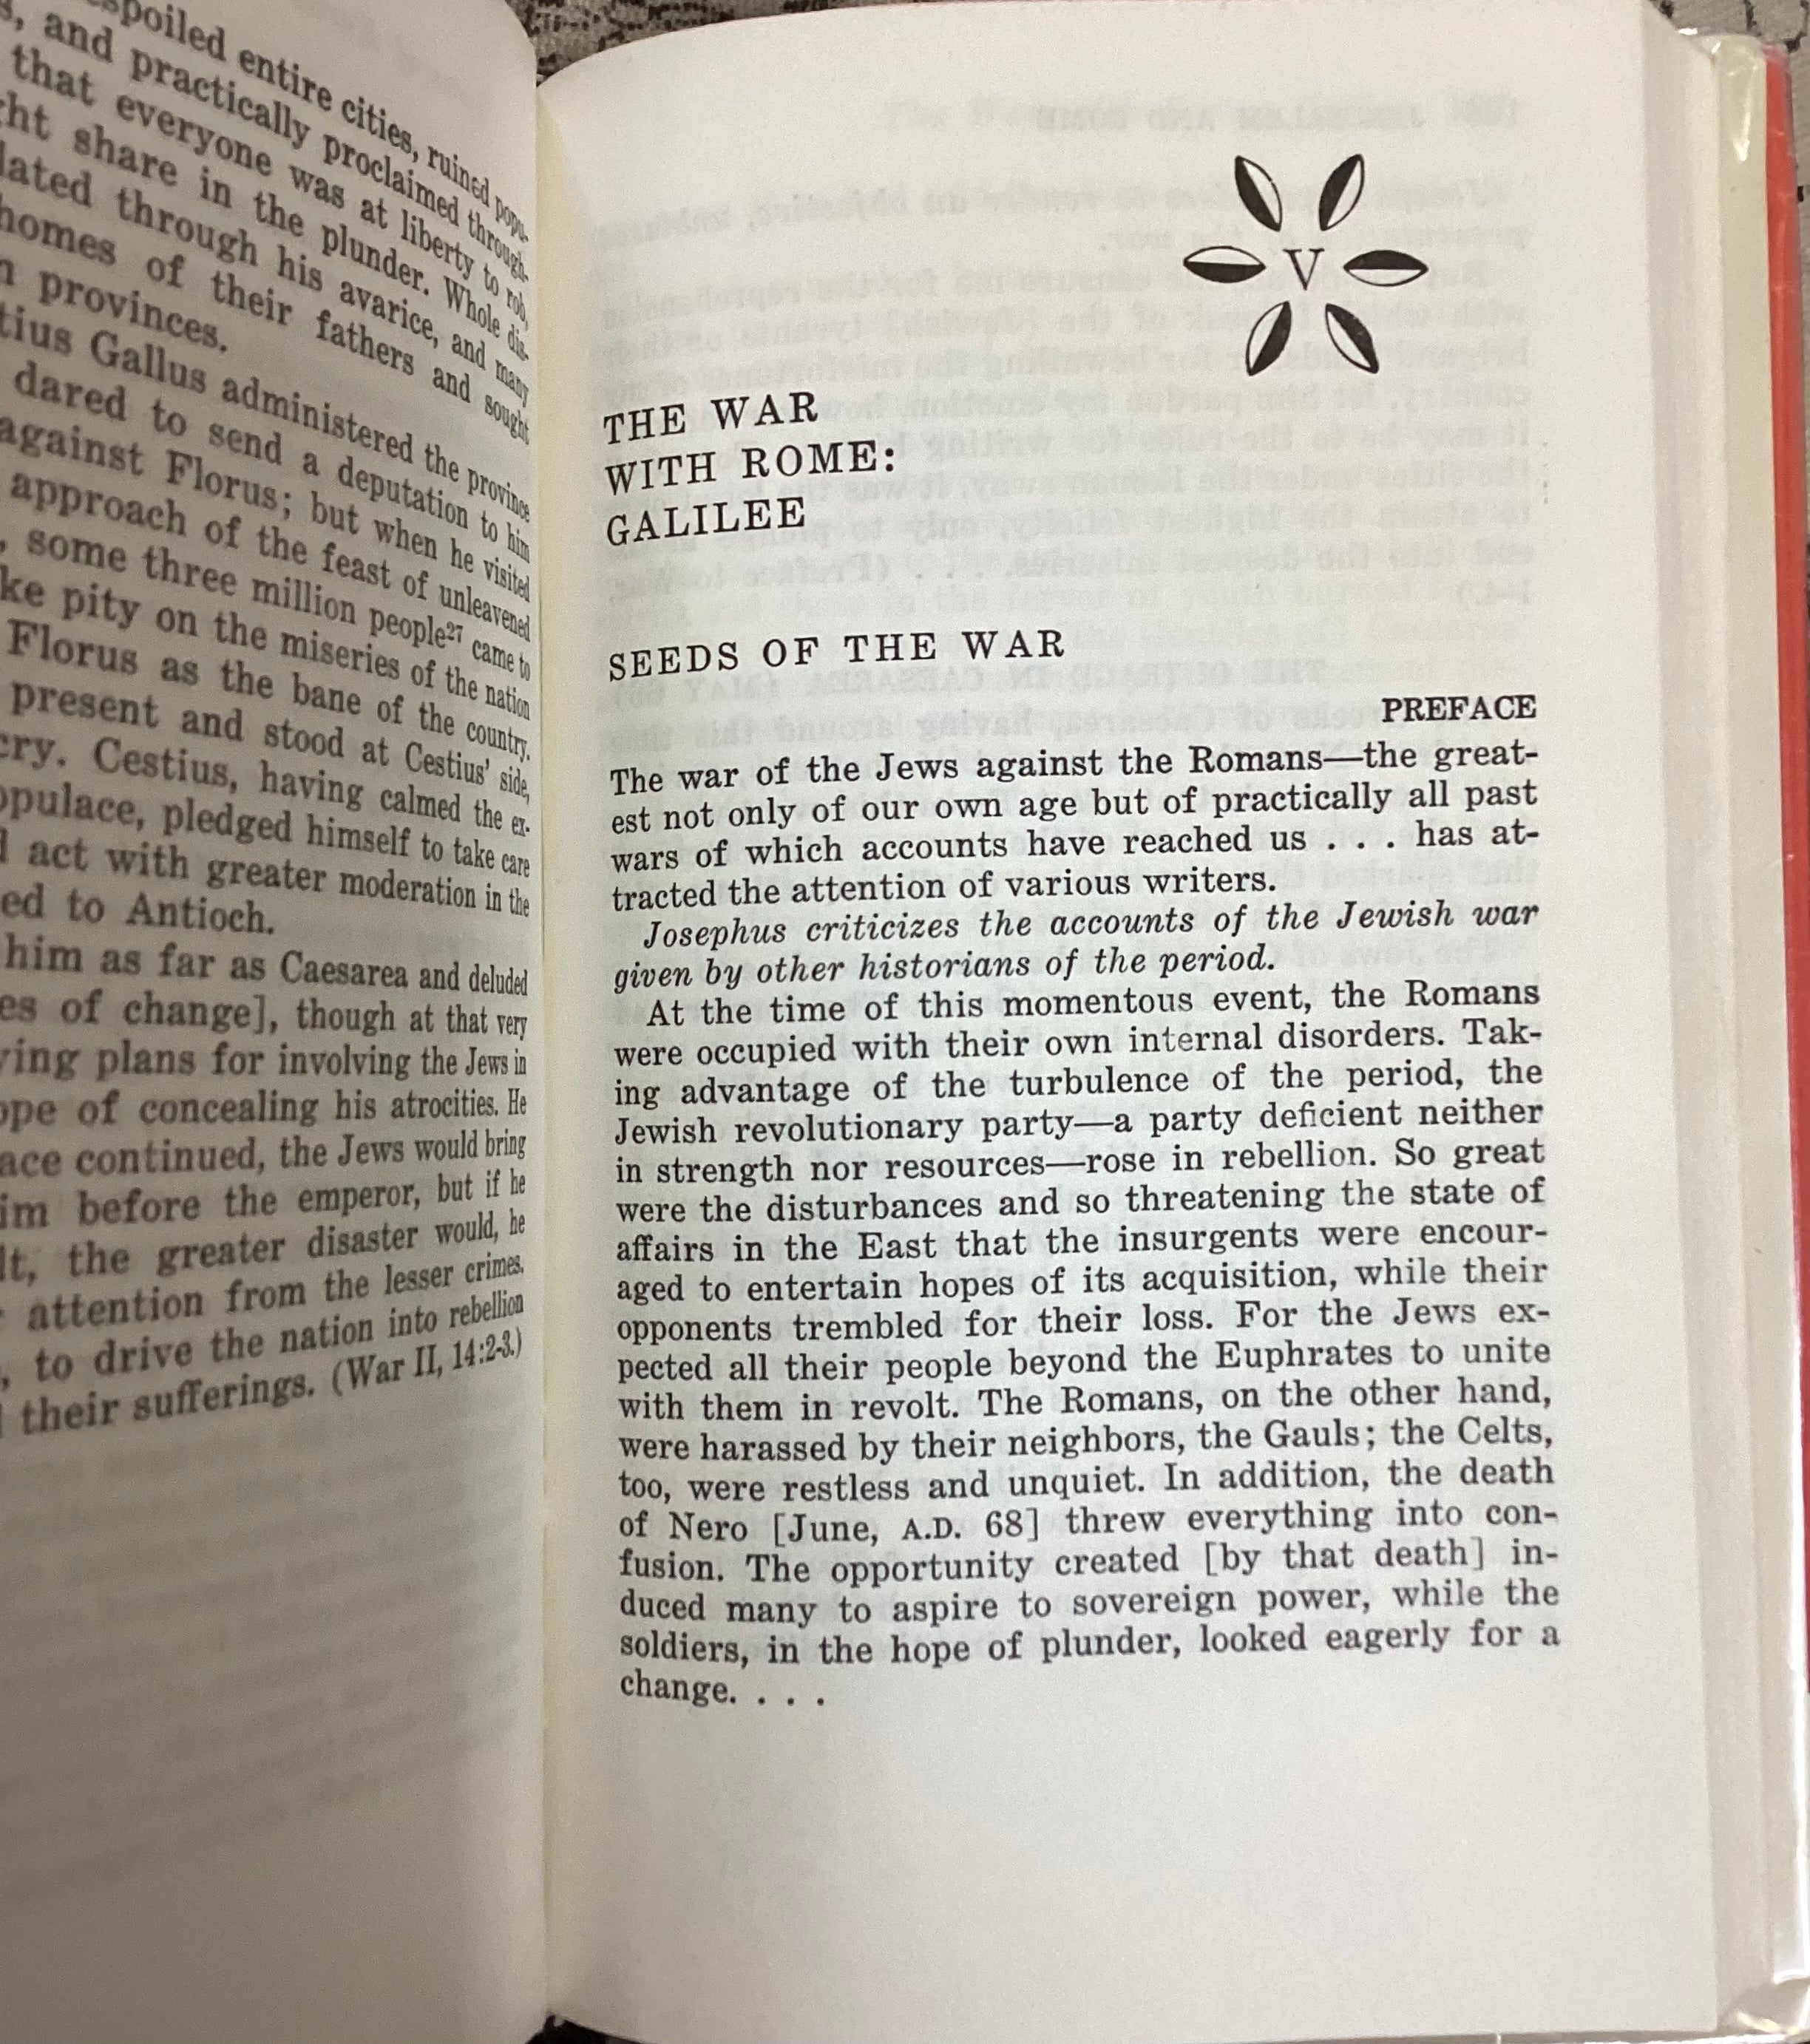 spoiled entire cities, ruined popu-
and practically proclaimed through-
that everyone was at liberty to rob,
share in the plunder. Whole dis-
through his avarice, and many
homes of their fathers and sought
provinces.
Gallus administered the province
dared to send a deputation to him
against Florus; but when he visited
approach of the feast of unleavened
some three million people²⁷ came to
pity on the miseries of the nation
Florus as the bane of the country.
present and stood at Cestius' side,
cry. Cestius, having calmed the ex-
populace, pledged himself to take care
act with greater moderation in the
to Antioch.
him as far as Caesarea and deluded
of change], though at that very
plans for involving the Jews in
of concealing his atrocities. He
continued, the Jews would bring
before the emperor, but if he
the greater disaster would, he
attention from the lesser crimes.
to drive the nation into rebellion
their sufferings. (War II, 14:2-3.)
V
THE WAR
WITH ROME:
GALILEE
SEEDS OF THE WAR
PREFACE
The war of the Jews against the Romans—the great-
est not only of our own age but of practically all past
wars of which accounts have reached us . . . has at-
tracted the attention of various writers.
Josephus criticizes the accounts of the Jewish war
given by other historians of the period.
At the time of this momentous event, the Romans
were occupied with their own internal disorders. Tak-
ing advantage of the turbulence of the period, the
Jewish revolutionary party—a party deficient neither
in strength nor resources—rose in rebellion. So great
were the disturbances and so threatening the state of
affairs in the East that the insurgents were encour-
aged to entertain hopes of its acquisition, while their
opponents trembled for their loss. For the Jews ex-
pected all their people beyond the Euphrates to unite
with them in revolt. The Romans, on the other hand,
were harassed by their neighbors, the Gauls; the Celts,
too, were restless and unquiet. In addition, the death
of Nero [June, A.D. 68] threw everything into con-
fusion. The opportunity created [by that death] in-
duced many to aspire to sovereign power, while the
soldiers, in the hope of plunder, looked eagerly for a
change. . . .